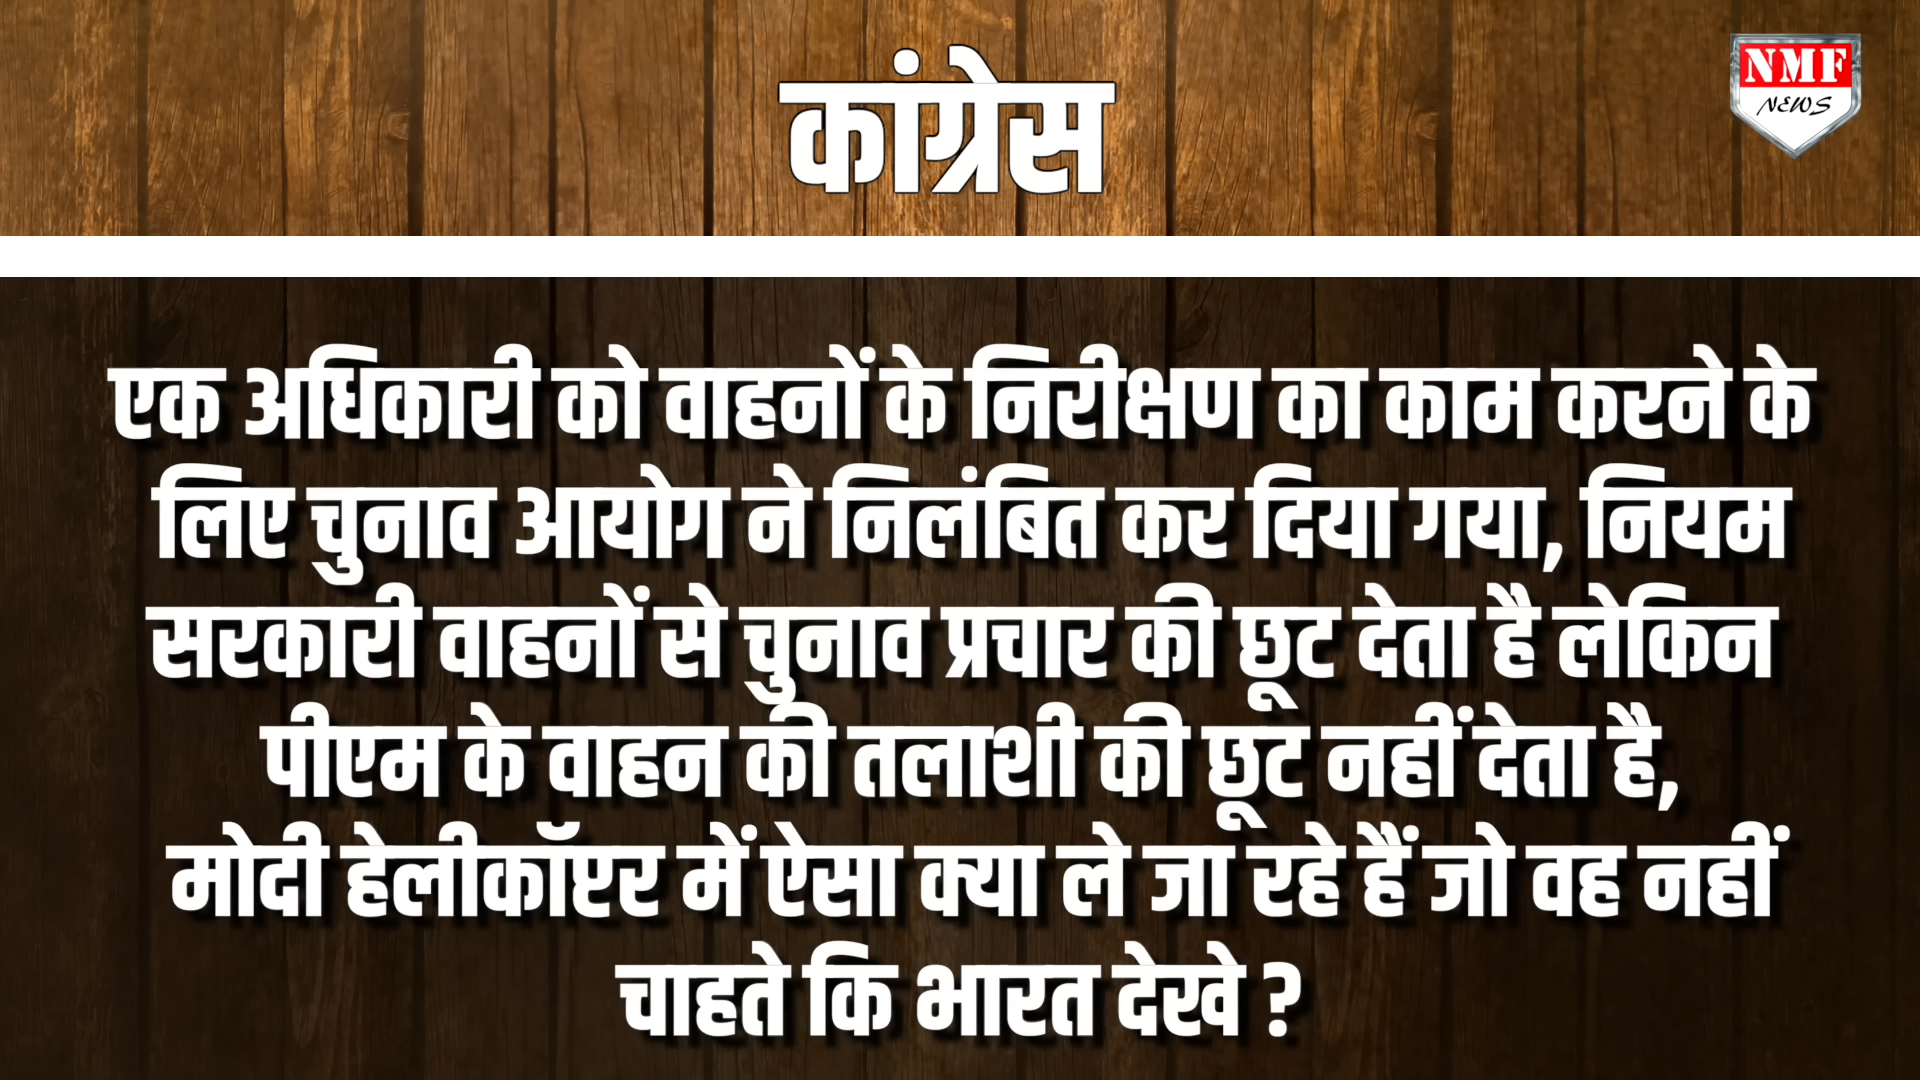 कांग्रेस
NMF
NEWS
एक अधिकारी को वाहनों के निरीक्षण का काम करने के
लिए चुनाव आयोग ने निलंबित कर दिया गया, नियम
सरकारी वाहनों से चुनाव प्रचार की छूट देता है लेकिन
पीएम के वाहन की तलाशी की छूट नहीं देता है,
मोदी हेलीकॉप्टर में ऐसा क्या ले जा रहे हैं जो वह नहीं
चाहते कि भारत देखे ?